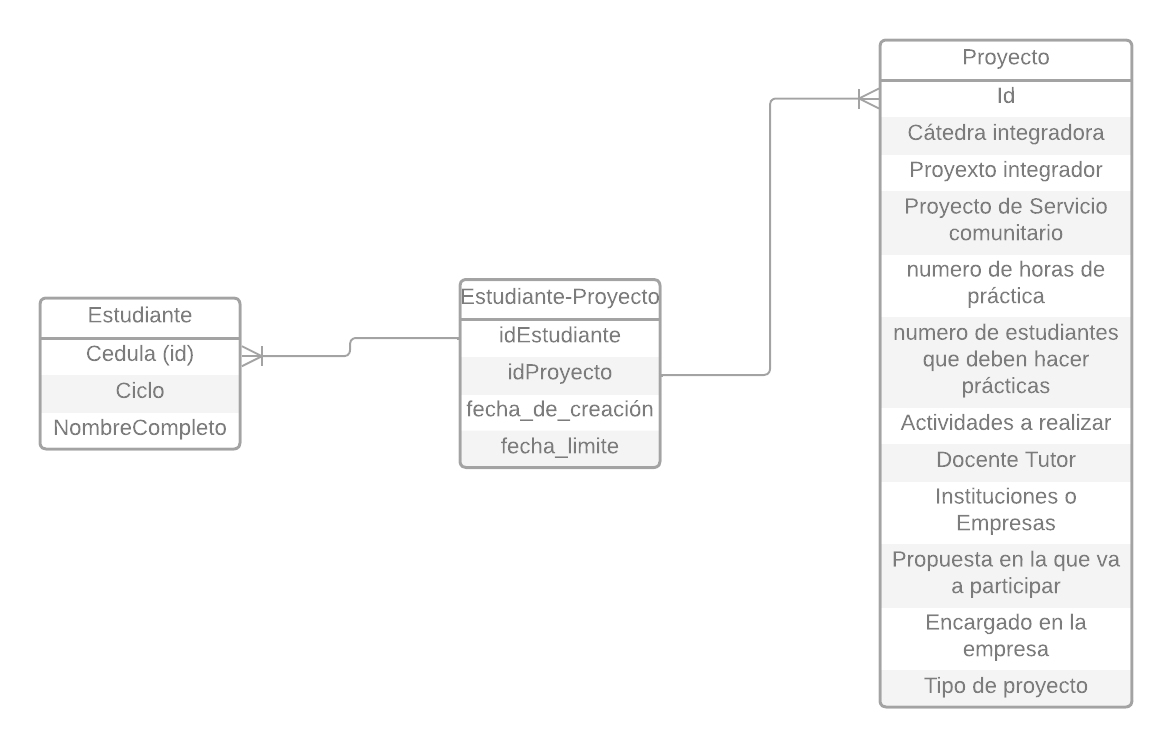 Estudiante
Cedula (id)
Ciclo
NombreCompleto
Estudiante-Proyecto
idEstudiante
idProyecto
fecha_de_creación
fecha_limite
Proyecto
Id
Cátedra integradora
Proyexto integrador
Proyecto de Servicio
comunitario
numero de horas de
práctica
numero de estudiantes
que deben hacer
prácticas
Actividades a realizar
Docente Tutor
Instituciones o
Empresas
Propuesta en la que va
a participar
Encargado en la
empresa
Tipo de proyecto